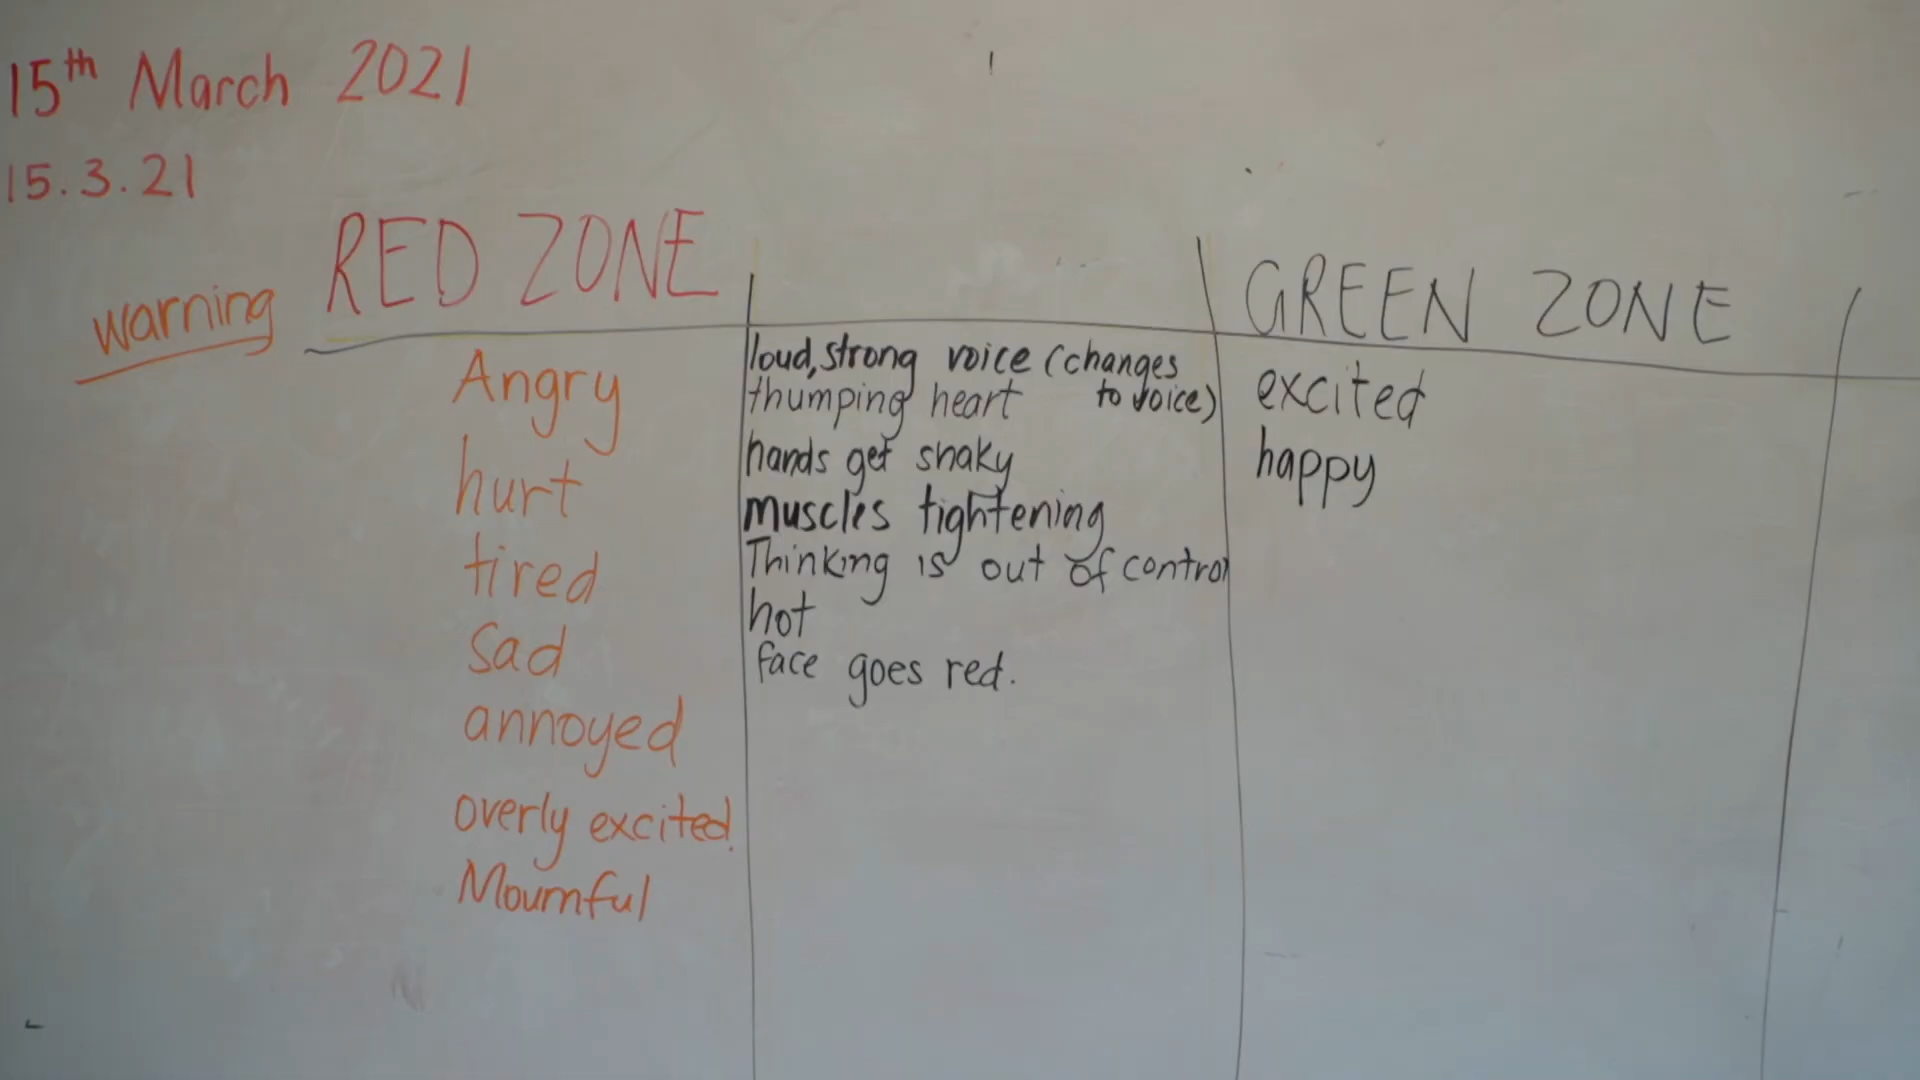 15th March 2021
15.3.21
warning
RED ZONE
Angry
hurt
tired
Sad
annoyed
overly excited.
Mournful
loud, strong voice (changes
to voice)
thumping heart
hands get shaky
muscles tightening
Thinking is out of control
hot
face goes red.
GREEN ZONE
excited
happy